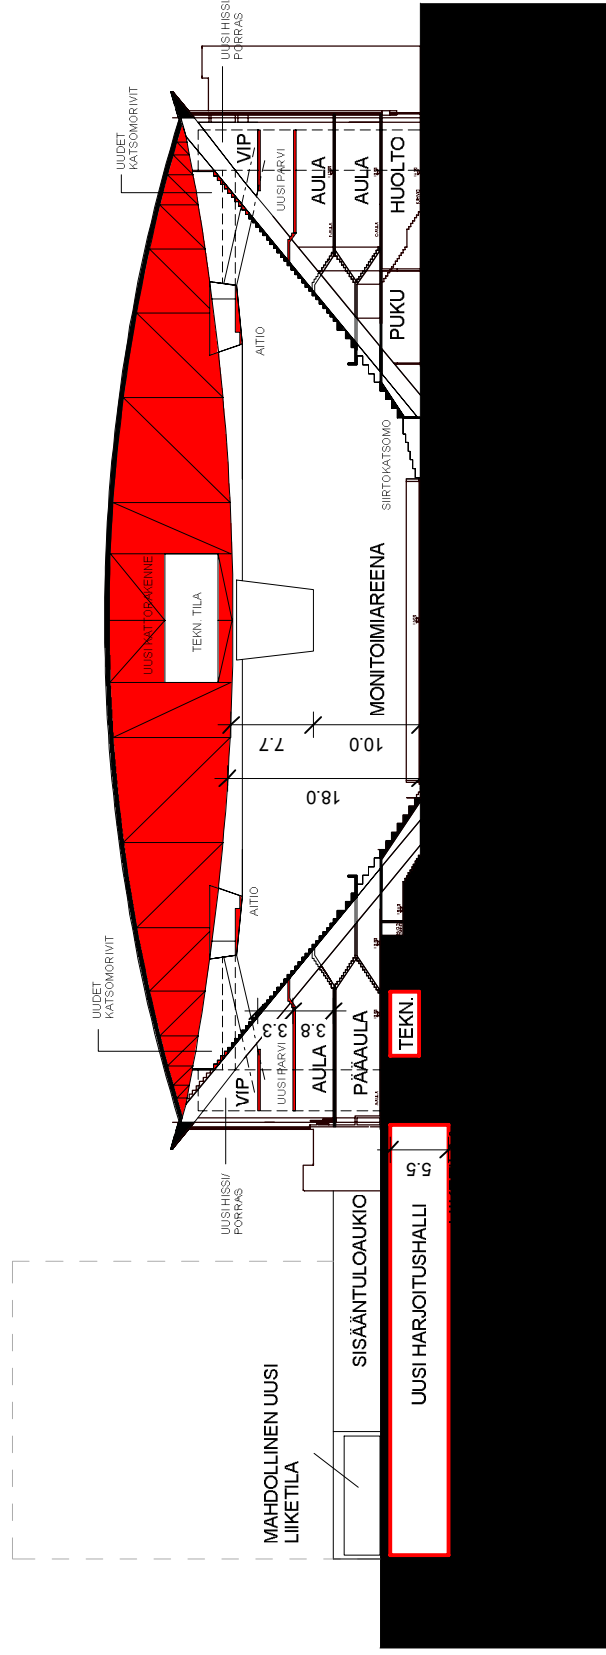 MAHDOLLINEN UUSI
LIIKETILA
SISÄÄNTULOAUKIO
UUSI HARJOITUSHALLI
5.5
UUSI HISSI/
PORRAS
UUDET
KATSOMORIVIT
VIP
UUSI PARVI
AULA
PÄÄAULA
TEKN.
3.3
3.8
AITIO
18.0
7.7
10.0
UUSI KATTORAKENNE
TEKN. TILA
MONITOIMIAREENA
SIIRTOKATSOMO
AITIO
UUDET
KATSOMORIVIT
UUSI HISSI/
PORRAS
VIP
UUSI PARVI
AULA
AULA
HUOLTO
PUKU